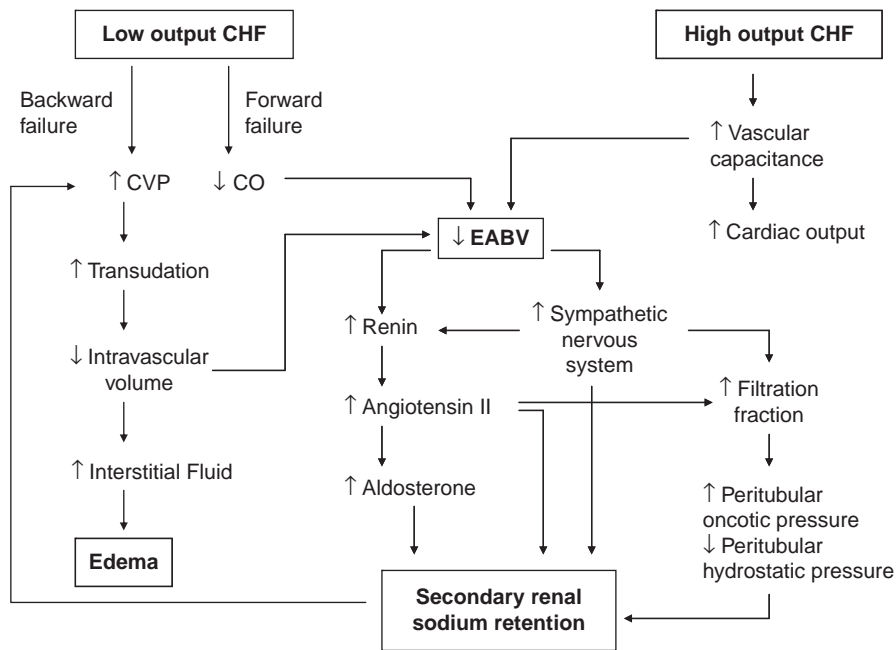 Low output CHF
High output CHF
Backward
failure
Forward
failure
↑ Vascular
capacitance
↑ CVP
↓ CO
↑ Cardiac output
↓ EABV
↑ Transudation
↑ Renin
↑ Sympathetic
nervous
system
↓ Intravascular
volume
↑ Filtration
fraction
↑ Angiotensin II
↑ Interstitial Fluid
↑ Aldosterone
↑ Peritubular
oncotic pressure
↓ Peritubular
hydrostatic pressure
Edema
Secondary renal
sodium retention